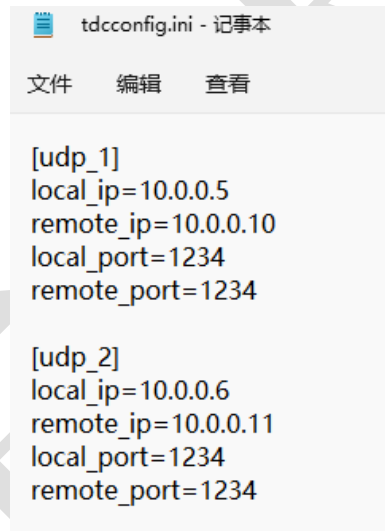 tdcconfig.ini - 记事本
文件 编辑 查看
[udp_1]
local_ip=10.0.0.5
remote_ip=10.0.0.10
local_port=1234
remote_port=1234
[udp_2]
local_ip=10.0.0.6
remote_ip=10.0.0.11
local_port=1234
remote_port=1234